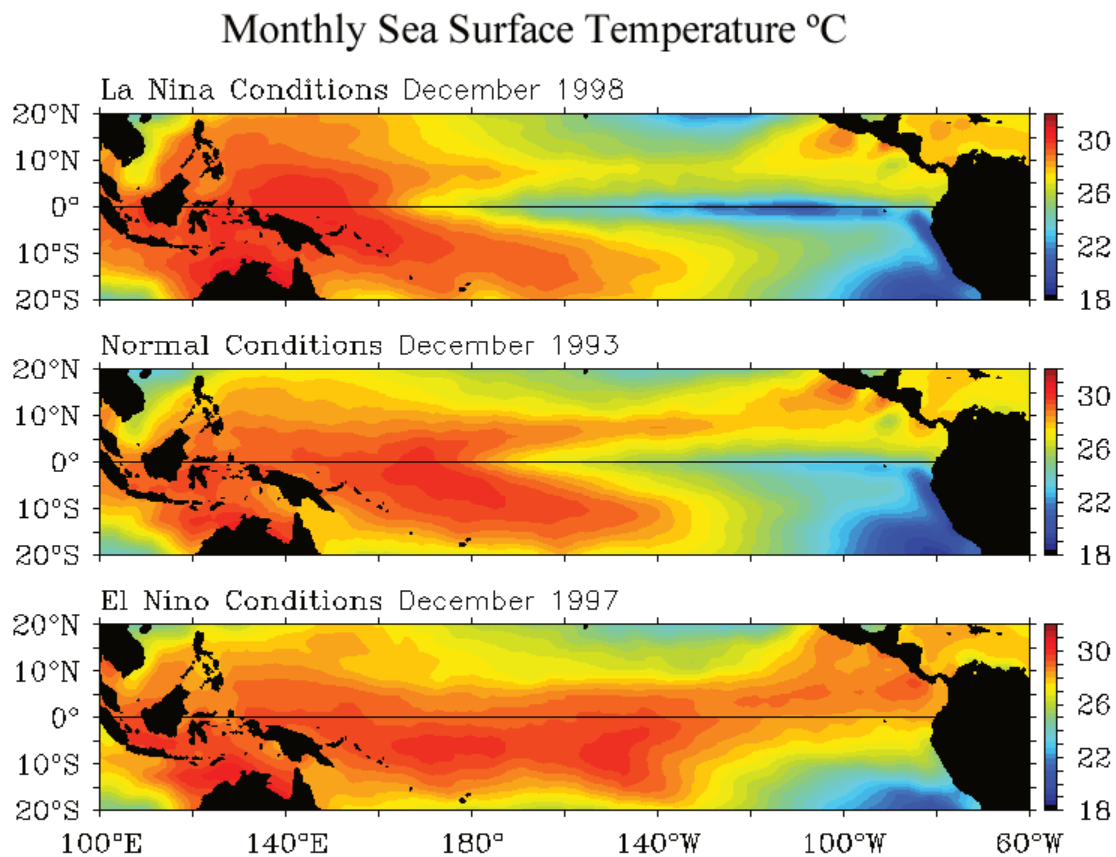 Monthly Sea Surface Temperature ºC
La Nina Conditions December 1998
20°N
10°N
0°
10°S
20°S
30
26
22
18
Normal Conditions December 1993
20°N
10°N
0°
10°S
20°S
30
26
22
18
El Nino Conditions December 1997
20°N
10°N
0°
10°S
20°S
30
26
22
18
100°E 140°E 180° 140°W 100°W 60°W